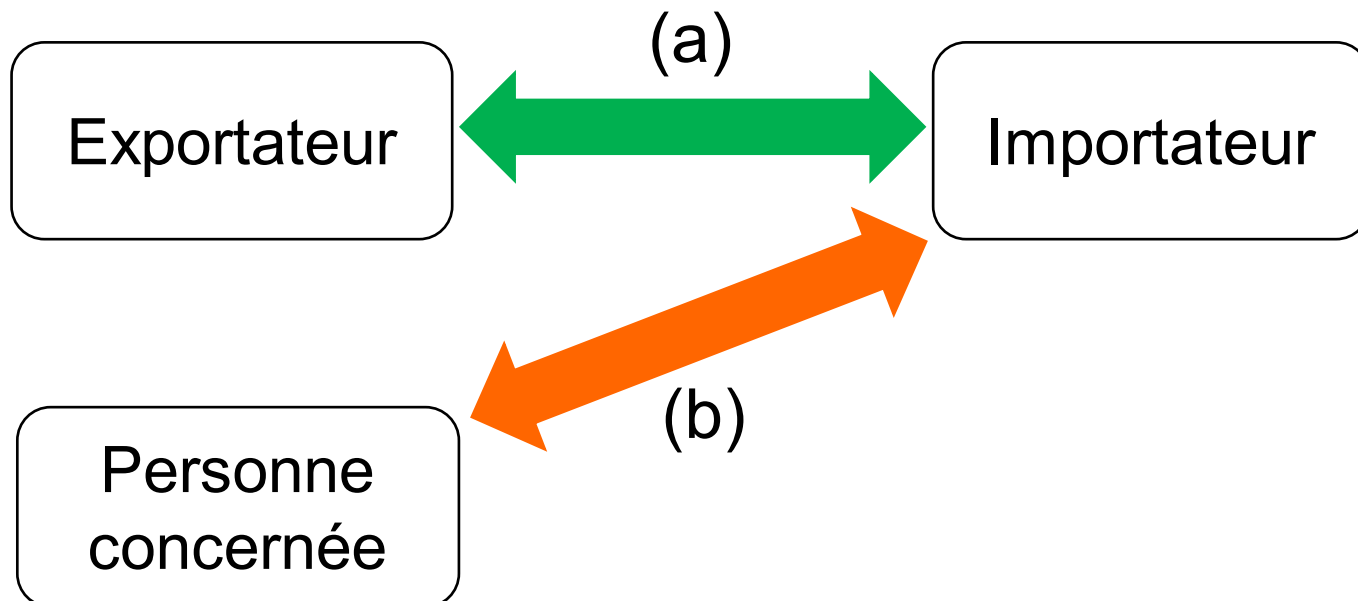 (a)
Exportateur
Importateur
(b)
Personne
concernée